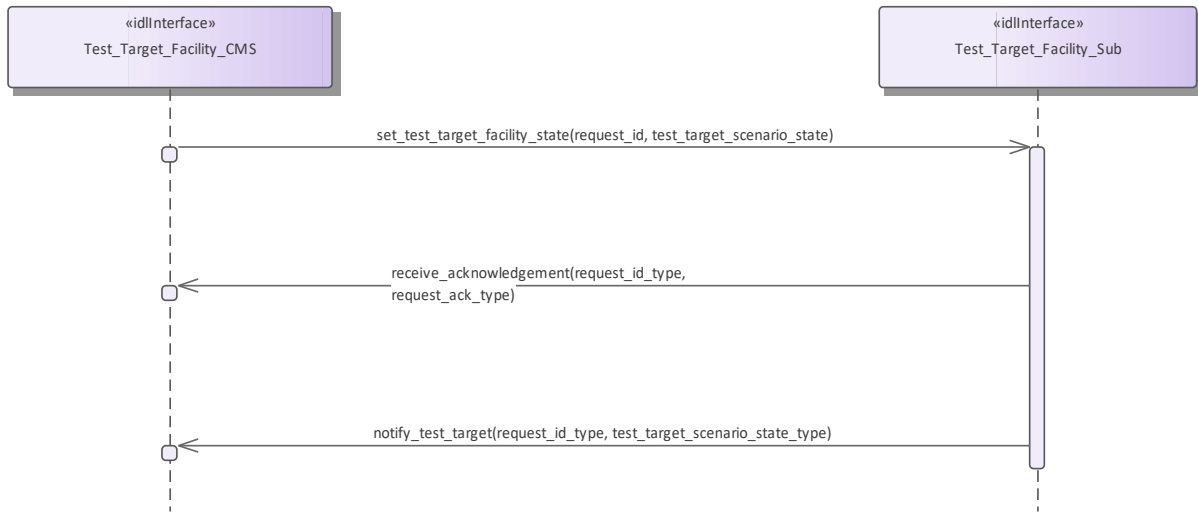 «idlInterface»
Test_Target_Facility_CMS
«idlInterface»
Test_Target_Facility_Sub
set_test_target_facility_state(request_id, test_target_scenario_state)
receive_acknowledgement(request_id_type,
request_ack_type)
notify_test_target(request_id_type, test_target_scenario_state_type)